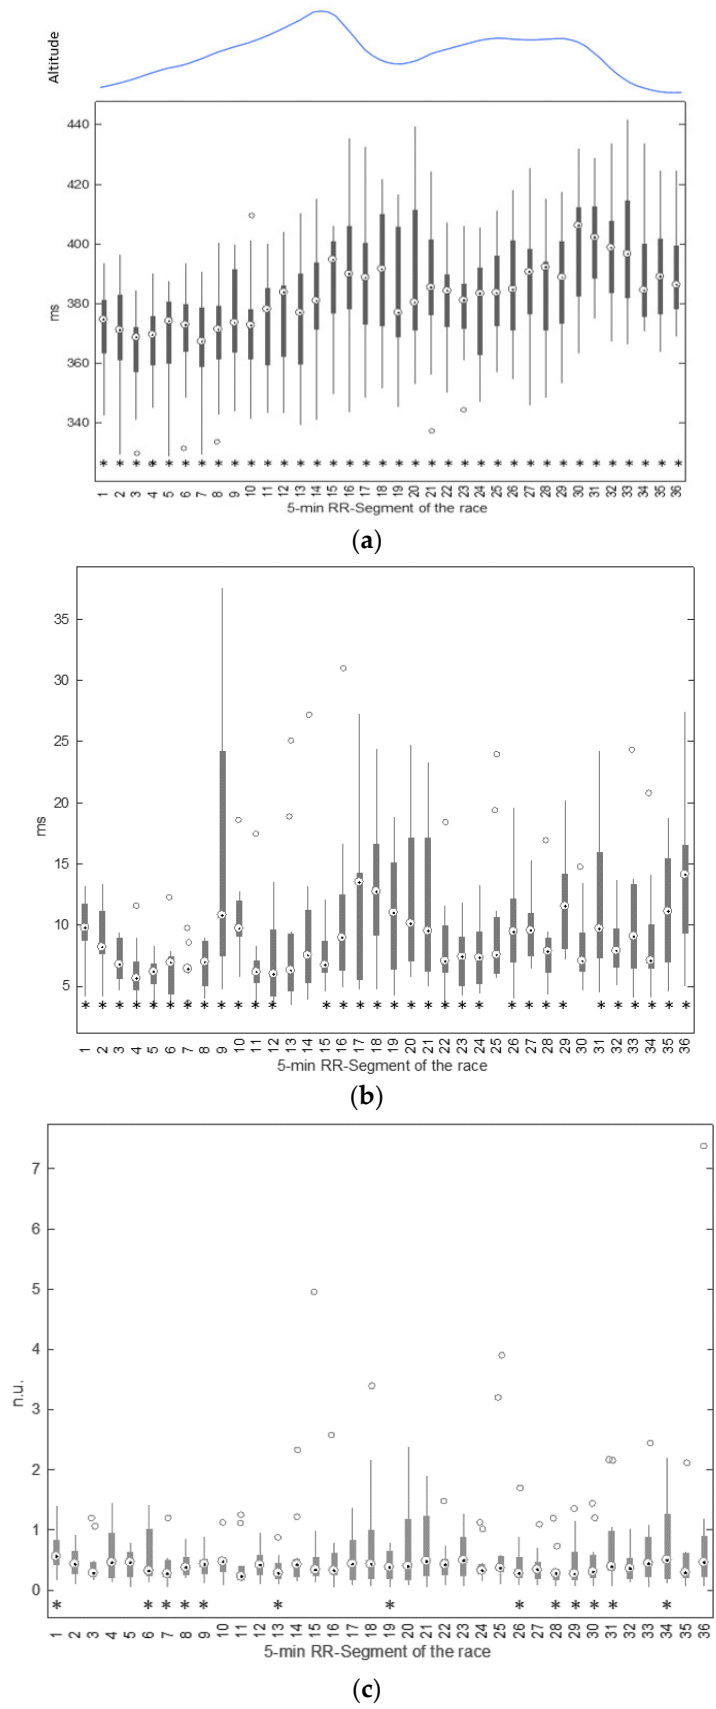 Altitude
440
420
400
380
360
340
ms
* * * * * * * * * * * * * * * * * * * * * * * * * * * * * * * * * * * *
1 2 3 4 5 6 7 8 9 10 11 12 13 14 15 16 17 18 19 20 21 22 23 24 25 26 27 28 29 30 31 32 33 34 35 36
5-min RR-Segment of the race
(a)
35
30
25
20
15
10
5
ms
* * * * * * * * * * * * * * * * * * * * * * * * * * * * * * * * *
1 2 3 4 5 6 7 8 9 10 11 12 13 14 15 16 17 18 19 20 21 22 23 24 25 26 27 28 29 30 31 32 33 34 35 36
5-min RR-Segment of the race
(b)
7
6
5
4
3
2
1
0
n.u.
* * * * * * * * * * * * *
1 2 3 4 5 6 7 8 9 10 11 12 13 14 15 16 17 18 19 20 21 22 23 24 25 26 27 28 29 30 31 32 33 34 35 36
5-min RR-Segment of the race
(c)